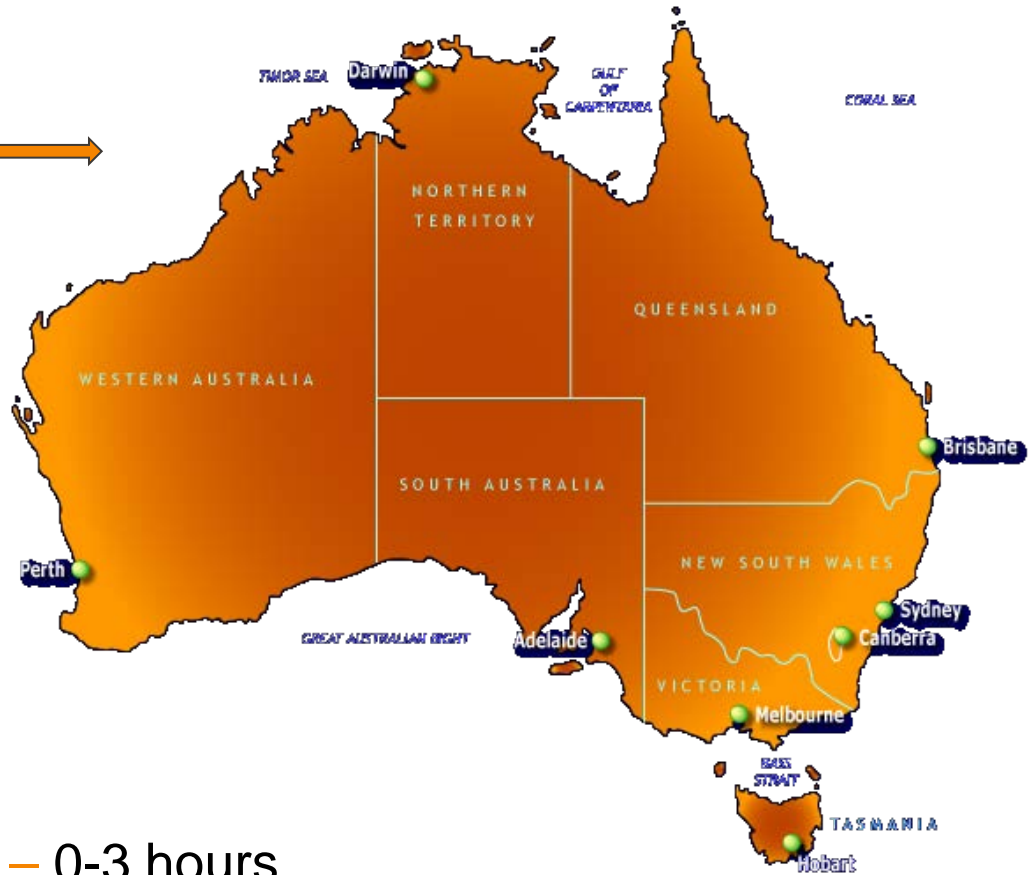 TIMOR SEA
Darwin
GULF
OF
CARPENTARIA
CORAL SEA
NORTHERN
TERRITORY
QUEENSLAND
WESTERN AUSTRALIA
Brisbane
SOUTH AUSTRALIA
NEW SOUTH WALES
Perth
Sydney
GREAT AUSTRALIAN BIGHT
Adelaide
Canberra
VICTORIA
Melbourne
BASS
STRAIT
TASMANIA
Hobart
– 0-3 hours